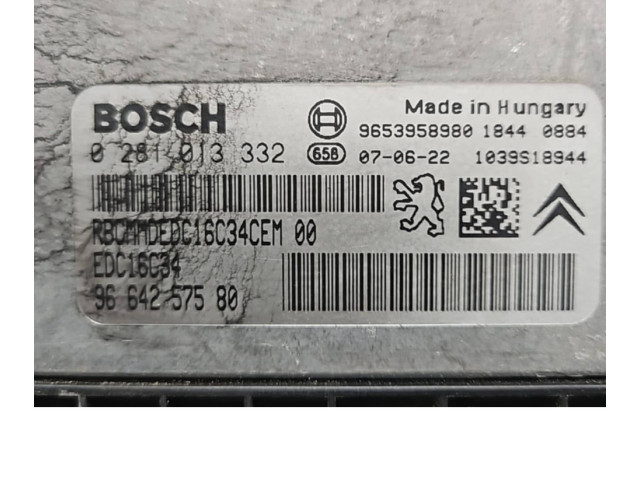 BOSCH
Made in Hungary
9653958980 1844 0884
0 281 013 332 658 07-06-22 1039S18944
RBCMMDEDC16C34CEM 00
EDC16C34
96 642 575 80